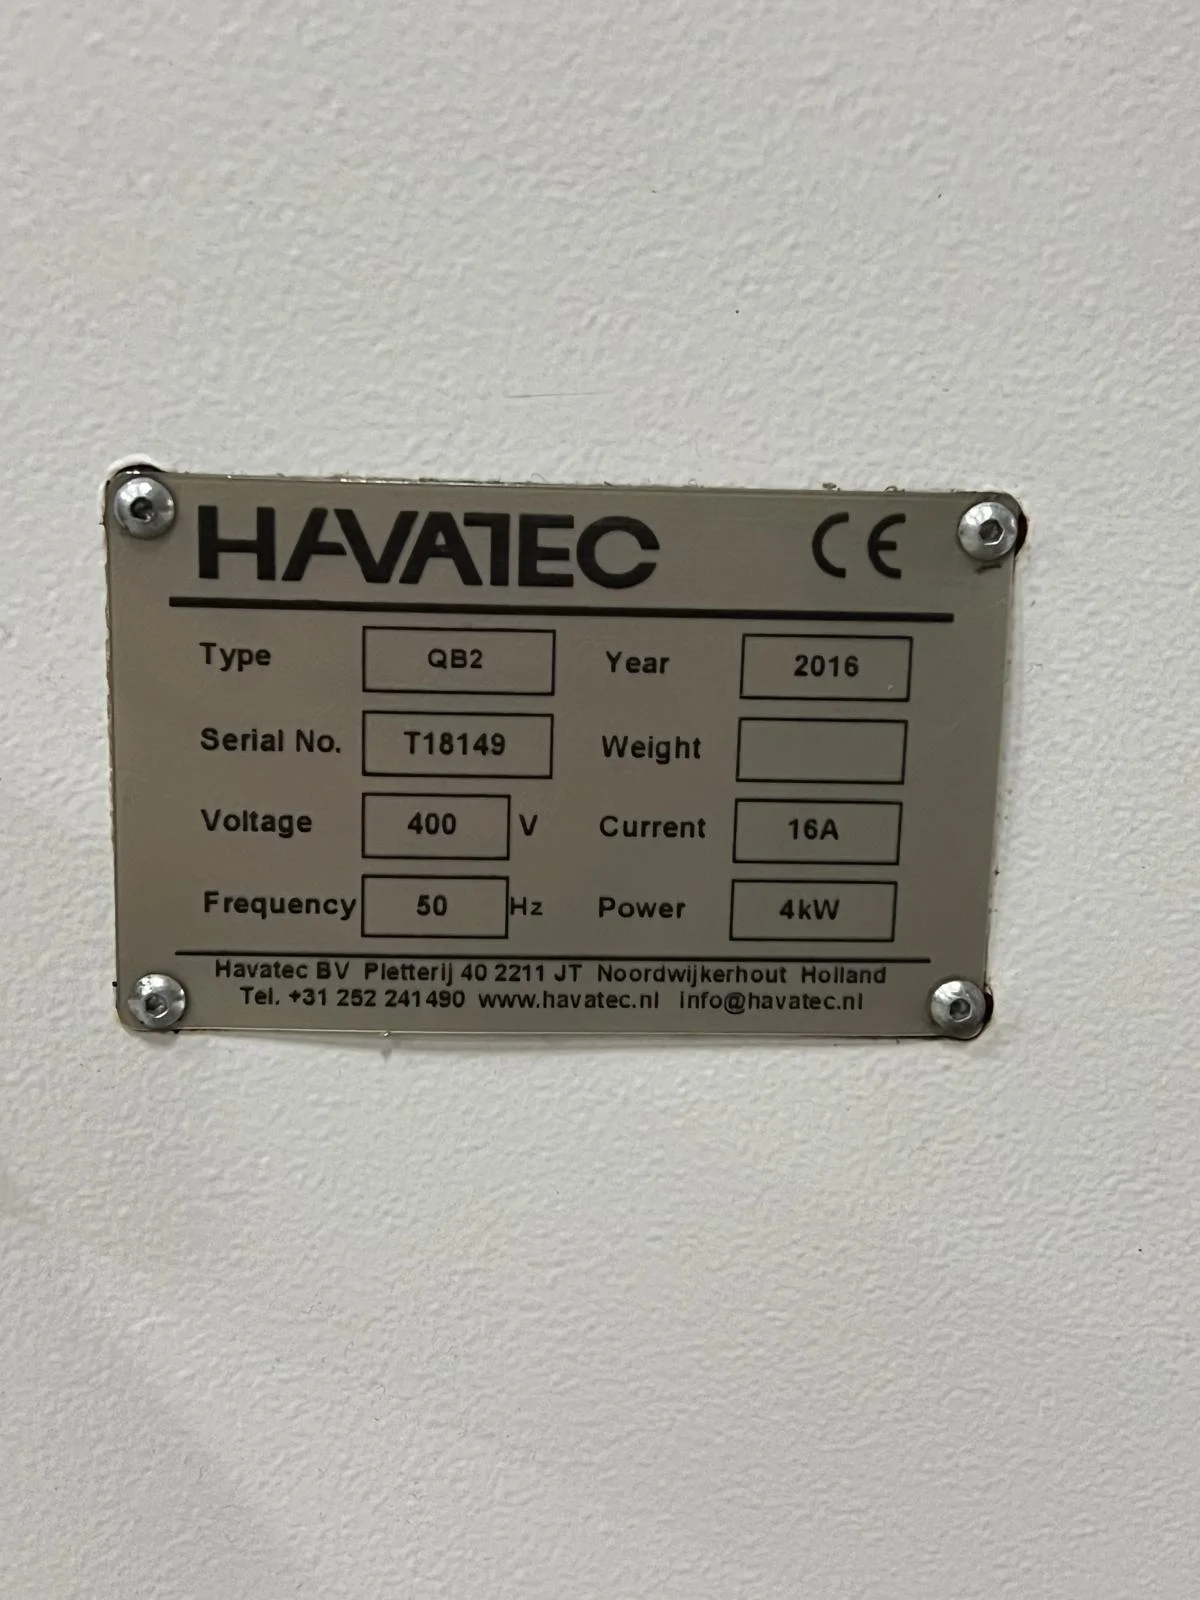 HAVATEC CE
Type QB2 Year 2016
Serial No. T18149 Weight
Voltage 400 V Current 16A
Frequency 50 Hz Power 4kW
Havatec BV Pletterij 40 2211 JT Noordwijkerhout Holland
Tel. +31 252 241490 www.havatec.nl info@havatec.nl